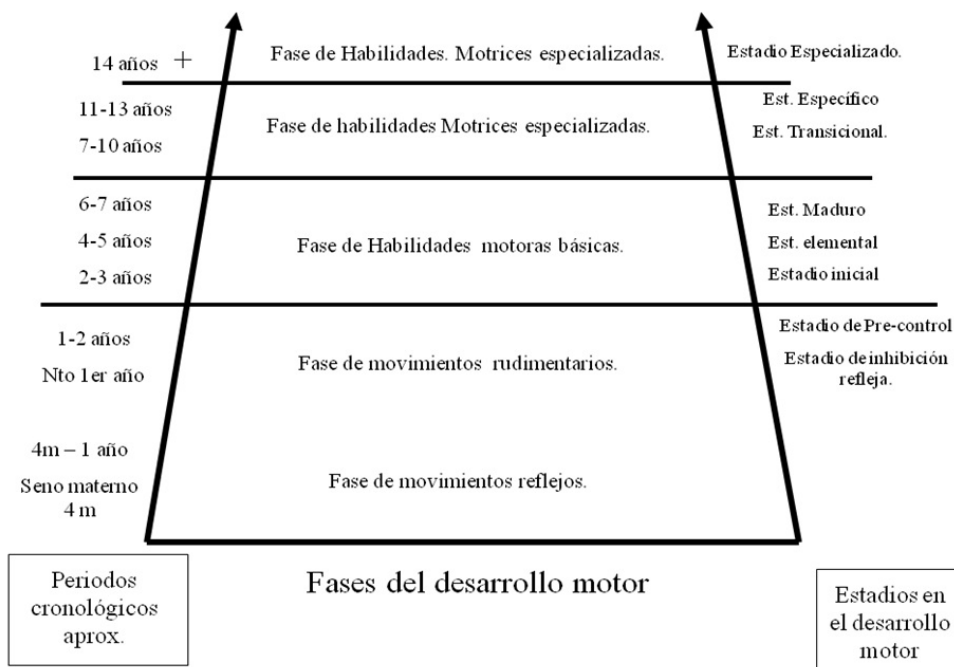 14 años +
Fase de Habilidades. Motrices especializadas.
Estadio Especializado.
11-13 años
7-10 años
Fase de habilidades Motrices especializadas.
Est. Específico
Est. Transicional.
6-7 años
4-5 años
2-3 años
Fase de Habilidades motoras básicas.
Est. Maduro
Est. elemental
Estadio inicial
1-2 años
Nto 1er año
Fase de movimientos rudimentarios.
Estadio de Pre-control
Estadio de inhibición
refleja.
4m – 1 año
Seno materno
4 m
Fase de movimientos reflejos.
Periodos
cronológicos
aprox.
Fases del desarrollo motor
Estadios en
el desarrollo
motor